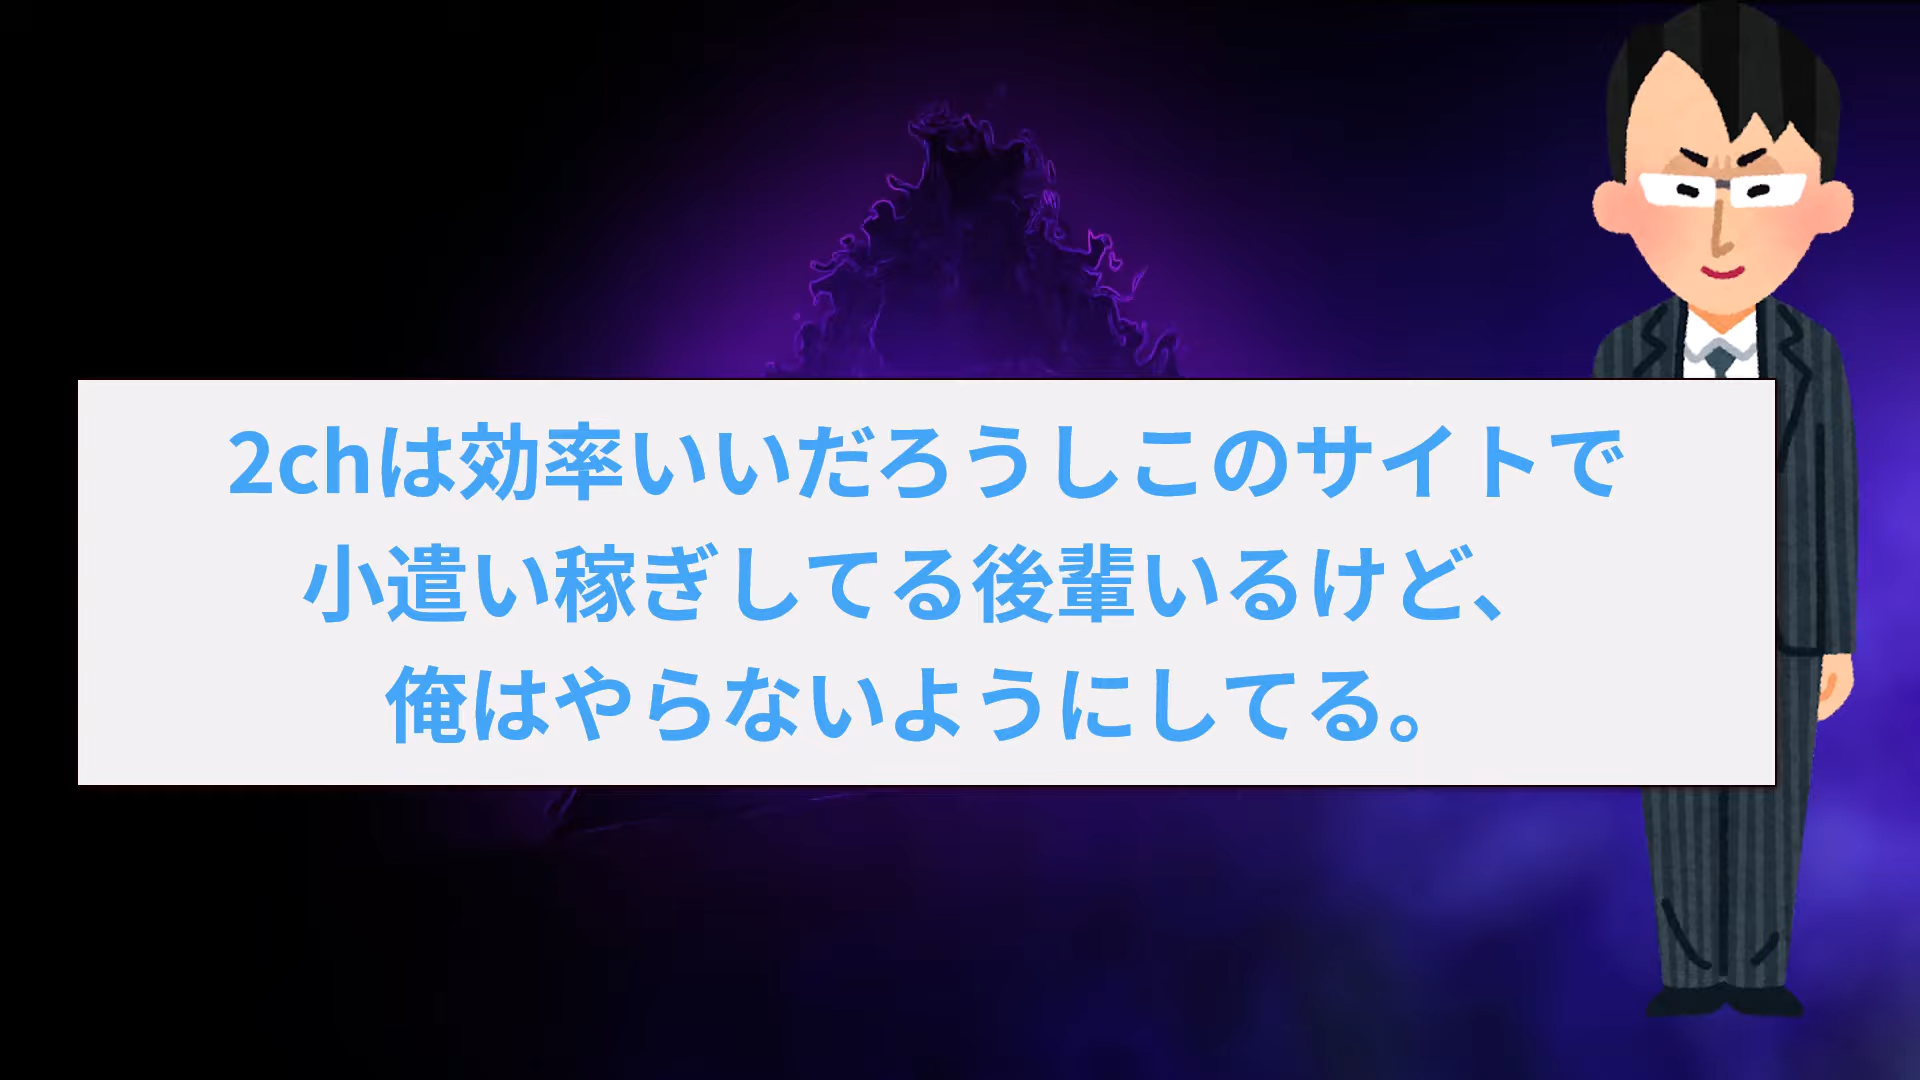 2chは効率いいだろうしこのサイトで
小遣い稼ぎしてる後輩いるけど、
俺はやらないようにしてる。